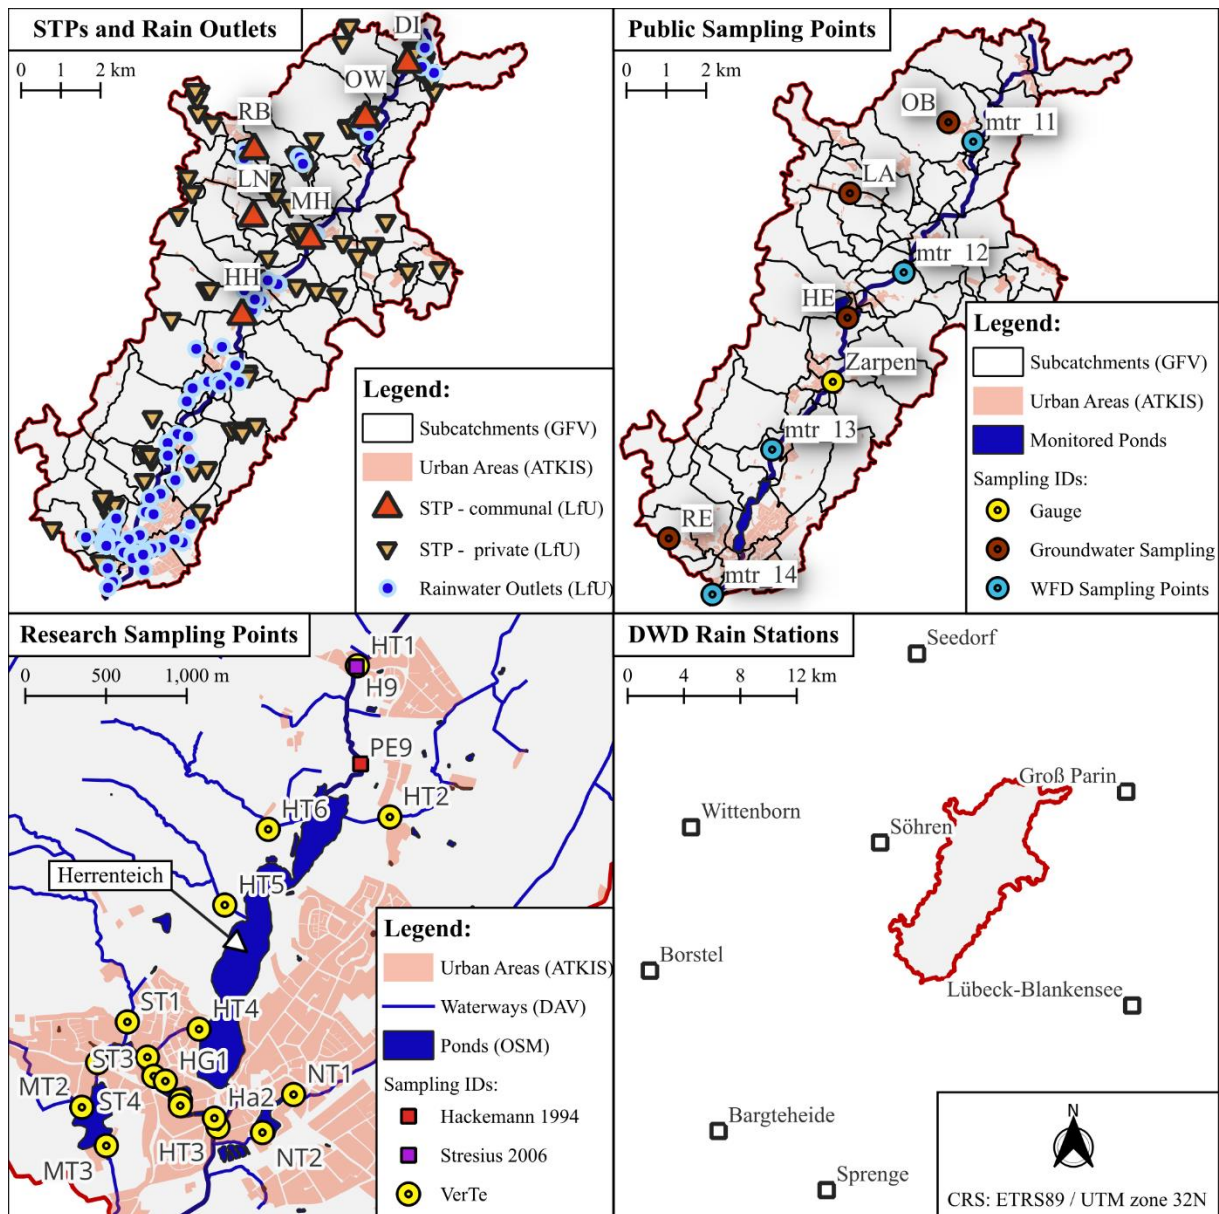 STPs and Rain Outlets
0 1 2 km
DI
OW
RB
LN
MH
HH
Legend:
Subcatchments (GFV)
Urban Areas (ATKIS)
STP - communal (LfU)
STP - private (LfU)
Rainwater Outlets (LfU)
Public Sampling Points
0 1 2 km
OB
mtr_11
LA
mtr_12
HE
Zarpen
mtr_13
RE
mtr_14
Legend:
Subcatchments (GFV)
Urban Areas (ATKIS)
Monitored Ponds
Sampling IDs:
Gauge
Groundwater Sampling
WFD Sampling Points
Research Sampling Points
0 500 1,000 m
HT1
H9
PE9
HT6
HT2
Herrenteich
HT5
ST1
HT4
ST3
HG1
MT2
ST4
Ha2
NT1
HT3
NT2
MT3
Legend:
Urban Areas (ATKIS)
Waterways (DAV)
Ponds (OSM)
Sampling IDs:
Hackemann 1994
Stresius 2006
VerTe
DWD Rain Stations
0 4 8 12 km
Seedorf
Groß Parin
Wittenborn
Söhren
Borstel
Lübeck-Blankensee
Bargteheide
Sprenge
N
CRS: ETRS89 / UTM zone 32N